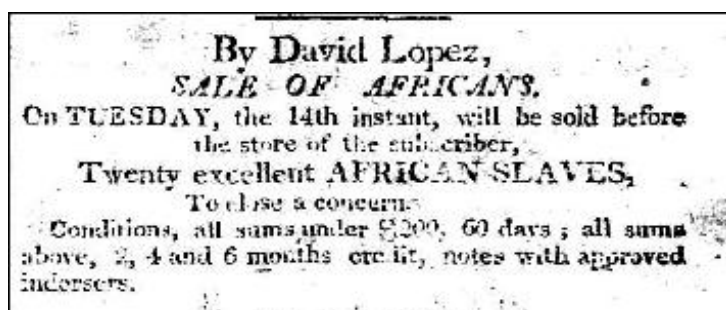 By David Lopez,
SALE OF AFRICANS.
On TUESDAY, the 14th instant, will be sold before
the store of the subscriber,
Twenty excellent AFRICAN SLAVES,
To close a concern.
Conditions, all sums under $200, 60 days ; all sums
above, 2, 4 and 6 months credit, notes with approved
indorsers.